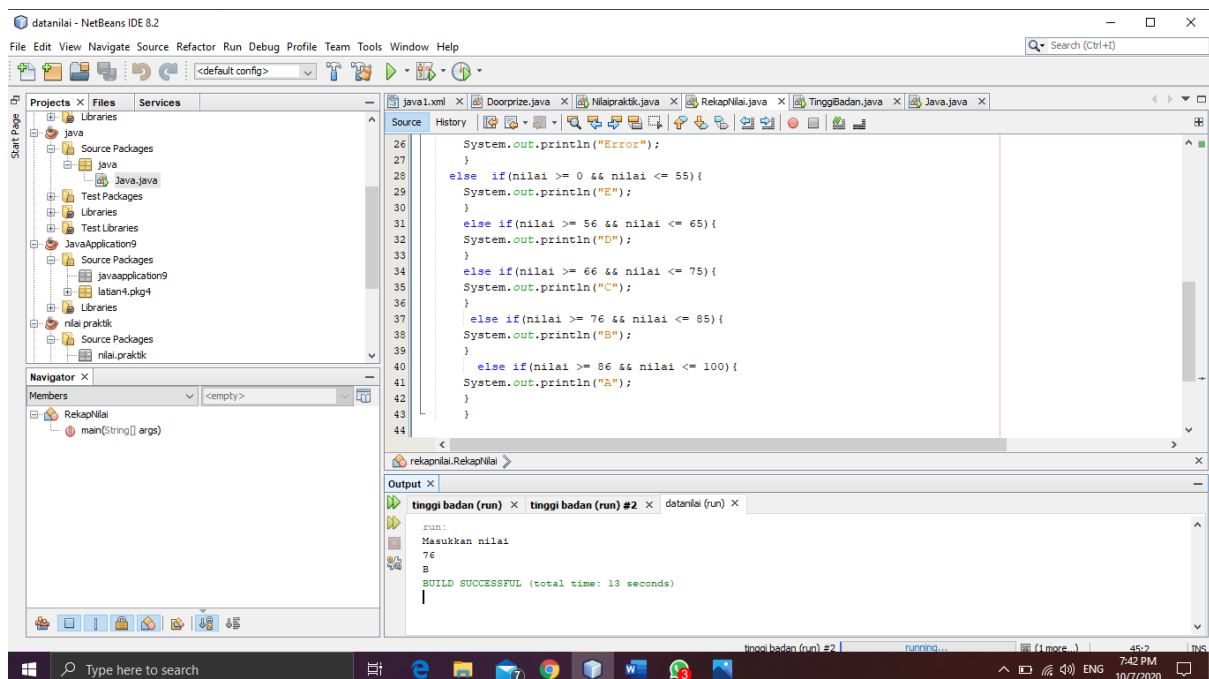 datanilai - NetBeans IDE 8.2
File Edit View Navigate Source Refactor Run Debug Profile Team Tools Window Help
Search (Ctrl+I)
<default config>
Start Page
Projects Files Services
Libraries
java
Source Packages
java
Java.java
Test Packages
Libraries
Test Libraries
JavaApplication9
Source Packages
javaapplication9
latian4.pkg4
Libraries
nilai praktik
Source Packages
nilai.praktik
Navigator
Members <empty>
RekapNilai
main(String[] args)
java1.xml Doorprize.java Nilaipraktik.java RekapNilai.java TinggiBadan.java Java.java
Source History
26 System.out.println("Error");
27 }
28 else if(nilai >= 0 && nilai <= 55){
29 System.out.println("E");
30 }
31 else if(nilai >= 56 && nilai <= 65){
32 System.out.println("D");
33 }
34 else if(nilai >= 66 && nilai <= 75){
35 System.out.println("C");
36 }
37 else if(nilai >= 76 && nilai <= 85){
38 System.out.println("B");
39 }
40 else if(nilai >= 86 && nilai <= 100){
41 System.out.println("A");
42 }
43 }
44
rekapnilai.RekapNilai
Output
tinggi badan (run) tinggi badan (run) #2 datanilai (run)
run:
Masukkan nilai
76
B
BUILD SUCCESSFUL (total time: 13 seconds)
tinggi badan (run) #2 running... (1 more...) 45:2 INS
Type here to search
7
3
ENG
7:42 PM
10/7/2020